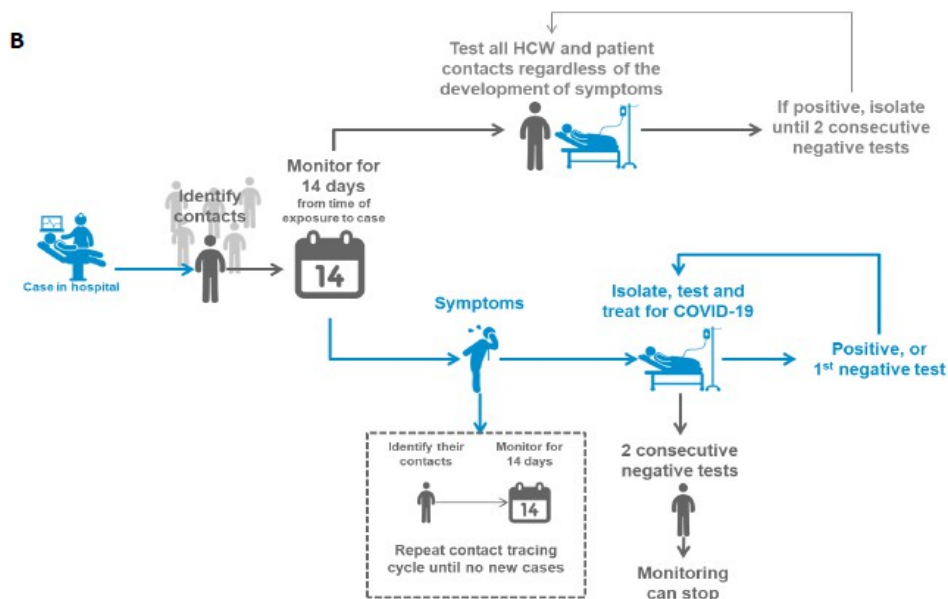 B
Test all HCW and patient
contacts regardless of the
development of symptoms
If positive, isolate
until 2 consecutive
negative tests
Monitor for
14 days
from time of
exposure to case
Identify
contacts
14
Case in hospital
Symptoms
Isolate, test and
treat for COVID-19
Positive, or
1st negative test
Identify their
contacts
Monitor for
14 days
14
Repeat contact tracing
cycle until no new cases
2 consecutive
negative tests
Monitoring
can stop